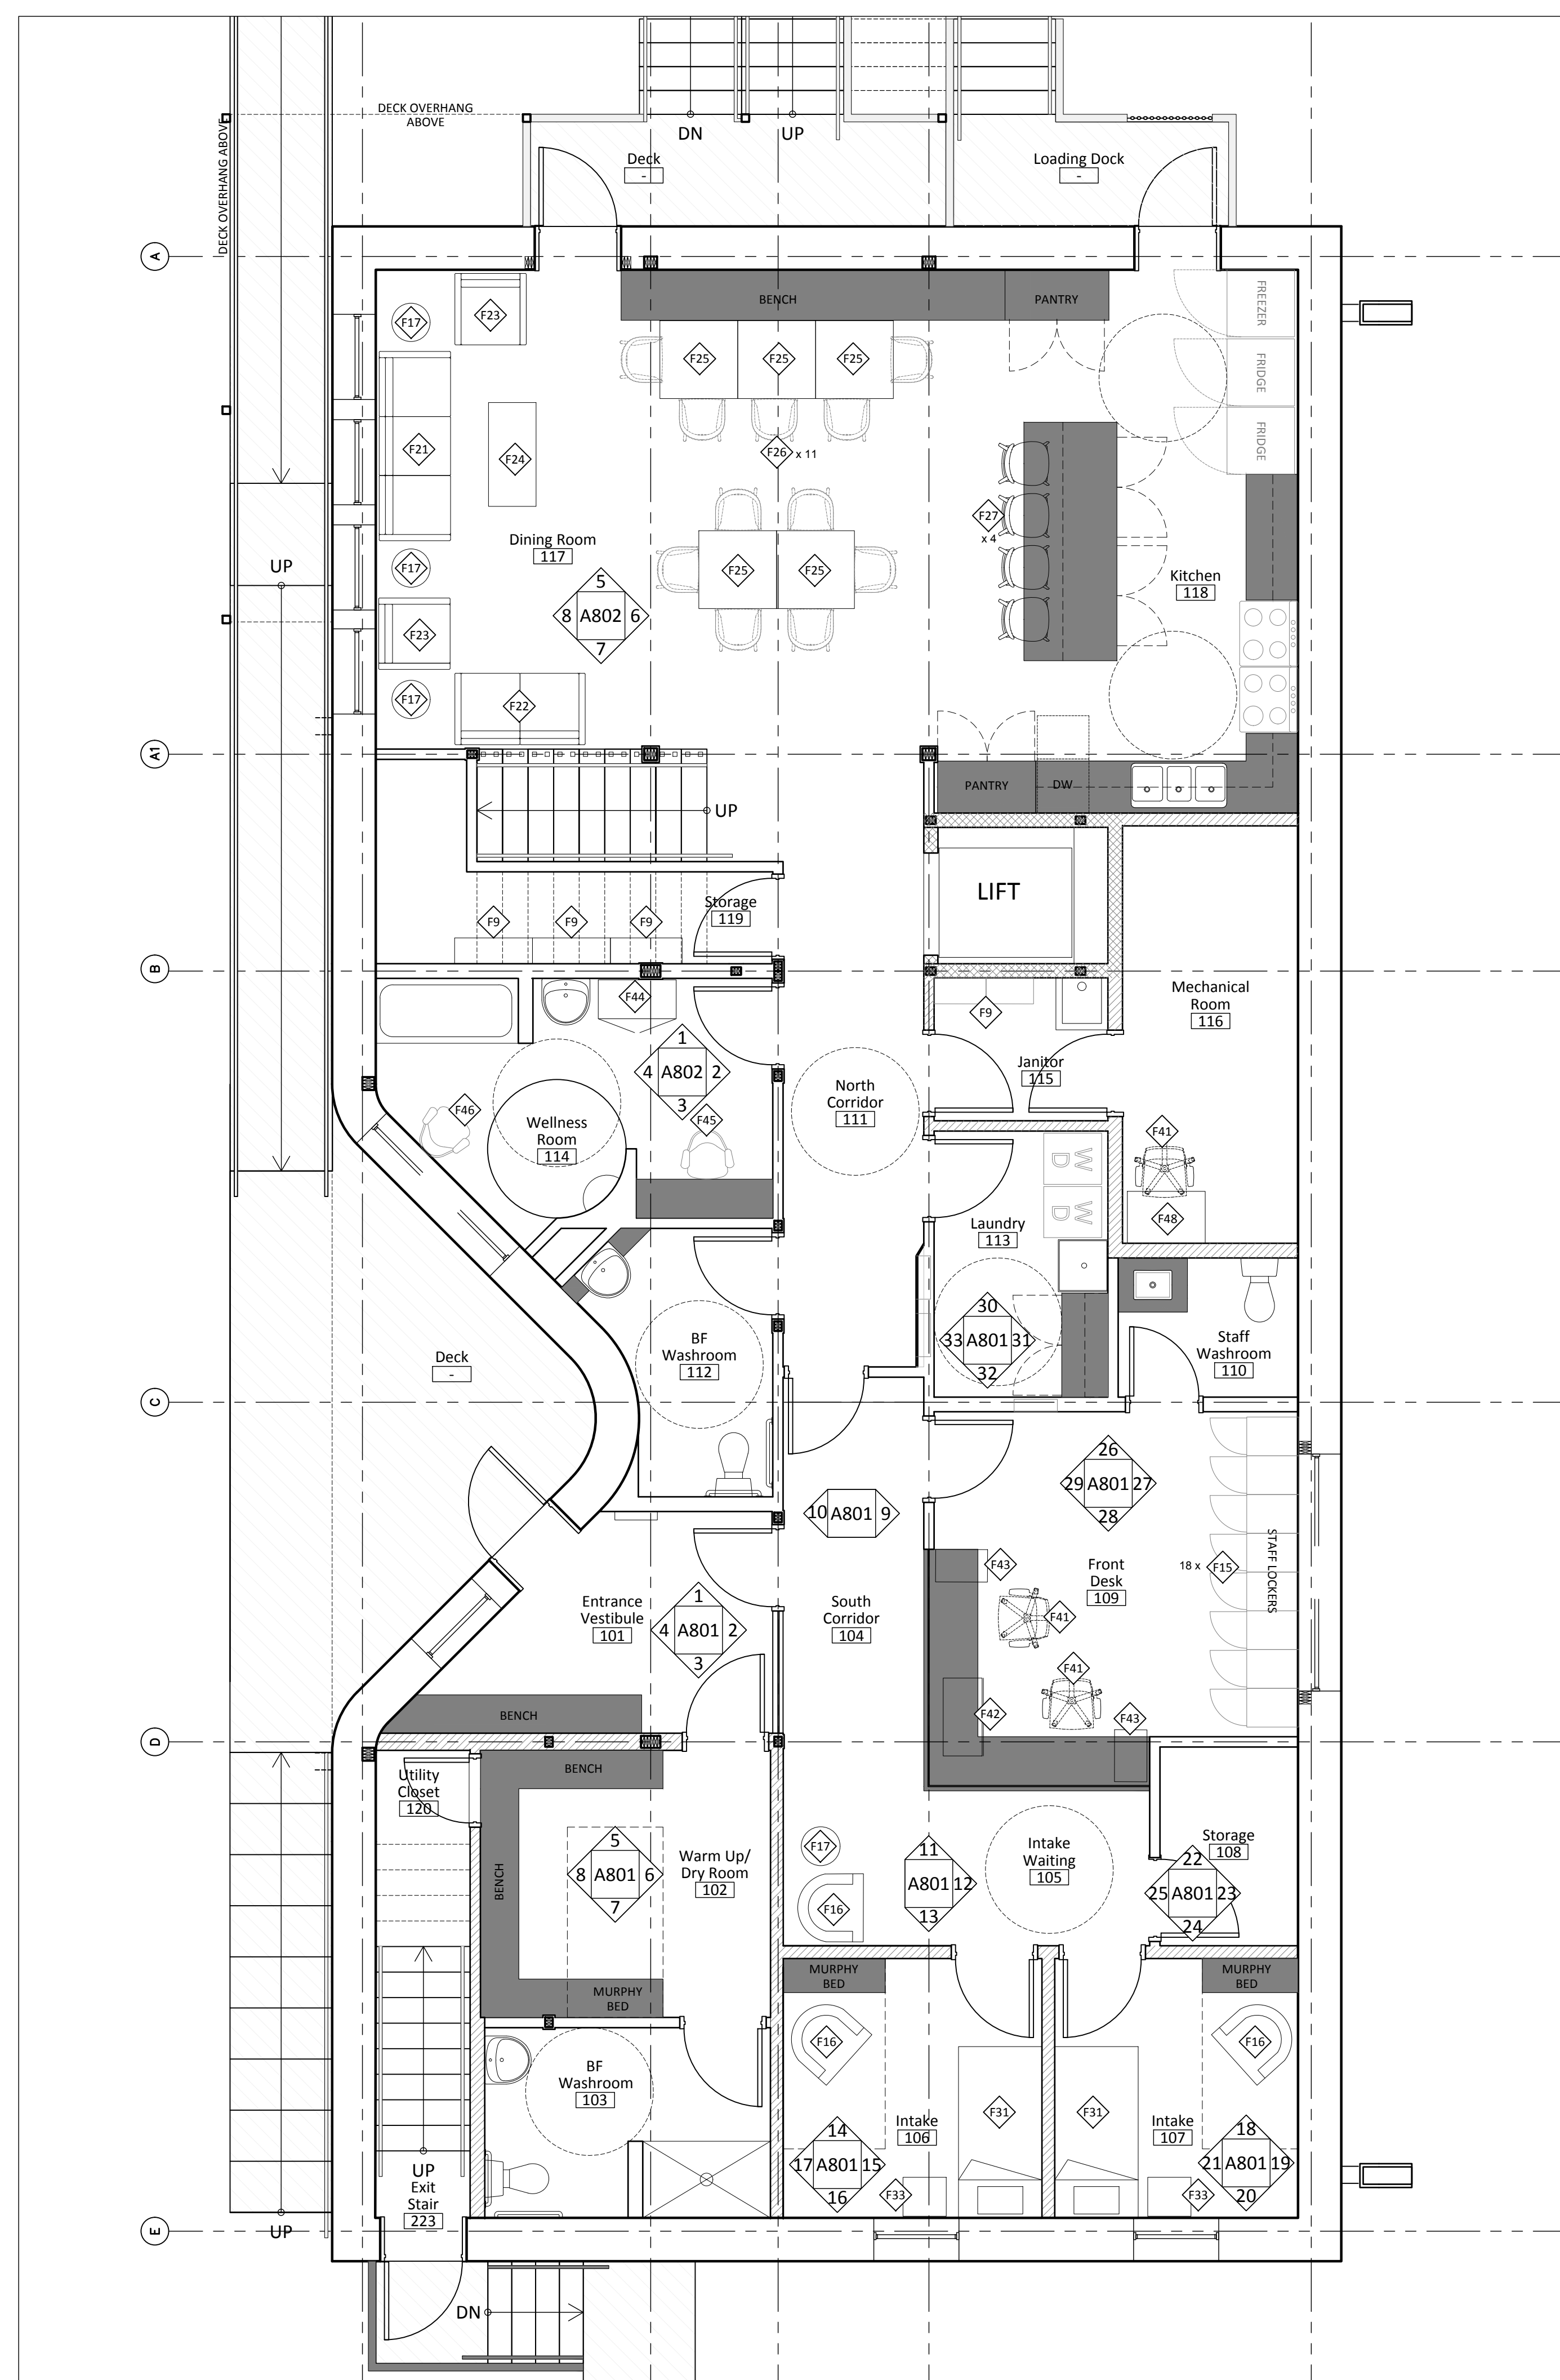 DECK OVERHANG
ABOVE
DECK OVERHANG ABOVE
DN
UP
Deck
-
Loading Dock
-
A
BENCH
PANTRY
FREEZER
FRIDGE
FRIDGE
F17
F23
F25
F25
F25
F21
F24
F26 x 11
F27
x 4
Dining Room
117
5
8 A802 6
7
F25
F25
Kitchen
118
UP
F17
F23
F17
F22
A1
PANTRY
DW
UP
LIFT
Storage
119
F9
F9
F9
B
F44
F9
Mechanical
Room
116
1
4 A802 2
3
Janitor
115
North
Corridor
111
F46
F45
Wellness
Room
114
F41
F48
W
D
W
D
Laundry
113
30
33 A801 31
32
BF
Washroom
112
Staff
Washroom
110
Deck
-
C
26
29 A801 27
28
10 A801 9
F43
Front
Desk
109
18 x F15
STAFF LOCKERS
Entrance
Vestibule
101
1
4 A801 2
3
South
Corridor
104
F41
F41
F42
F43
BENCH
D
Utility
Closet
120
BENCH
BENCH
5
8 A801 6
7
Warm Up/
Dry Room
102
F17
F16
11
A801 12
13
Intake
Waiting
105
Storage
108
22
25 A801 23
24
MURPHY
BED
MURPHY
BED
MURPHY
BED
F16
F16
BF
Washroom
103
F31
F31
Intake
106
Intake
107
14
17 A801 15
16
18
21 A801 19
20
F33
F33
UP
Exit
Stair
223
E
UP
DN